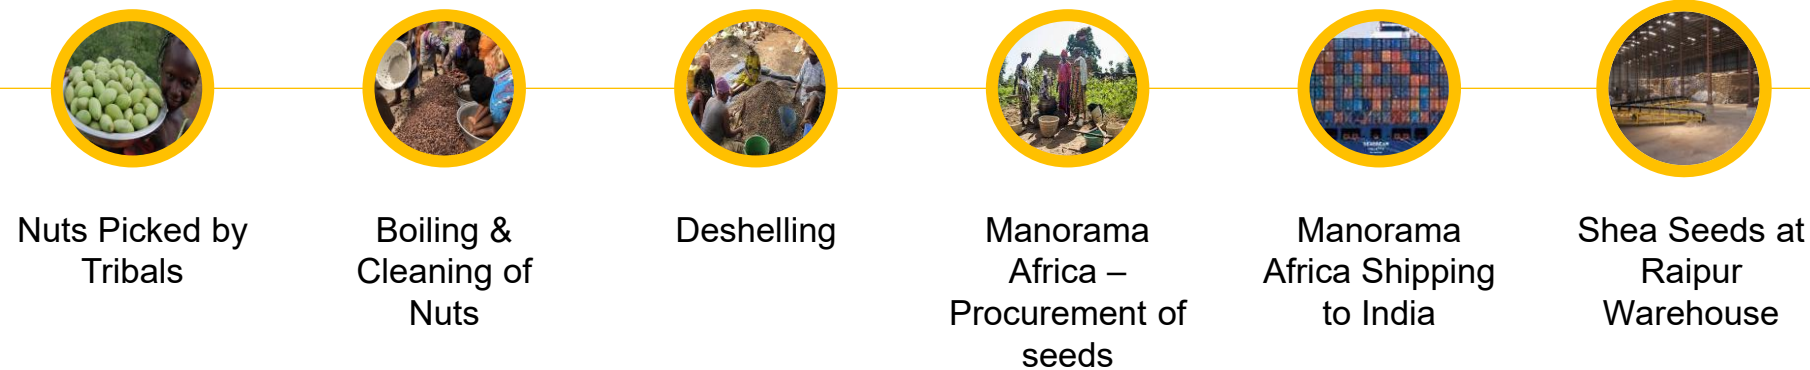 Nuts Picked by
Tribals
Boiling &
Cleaning of
Nuts
Deshelling
Manorama
Africa –
Procurement of
seeds
Manorama
Africa Shipping
to India
Shea Seeds at
Raipur
Warehouse